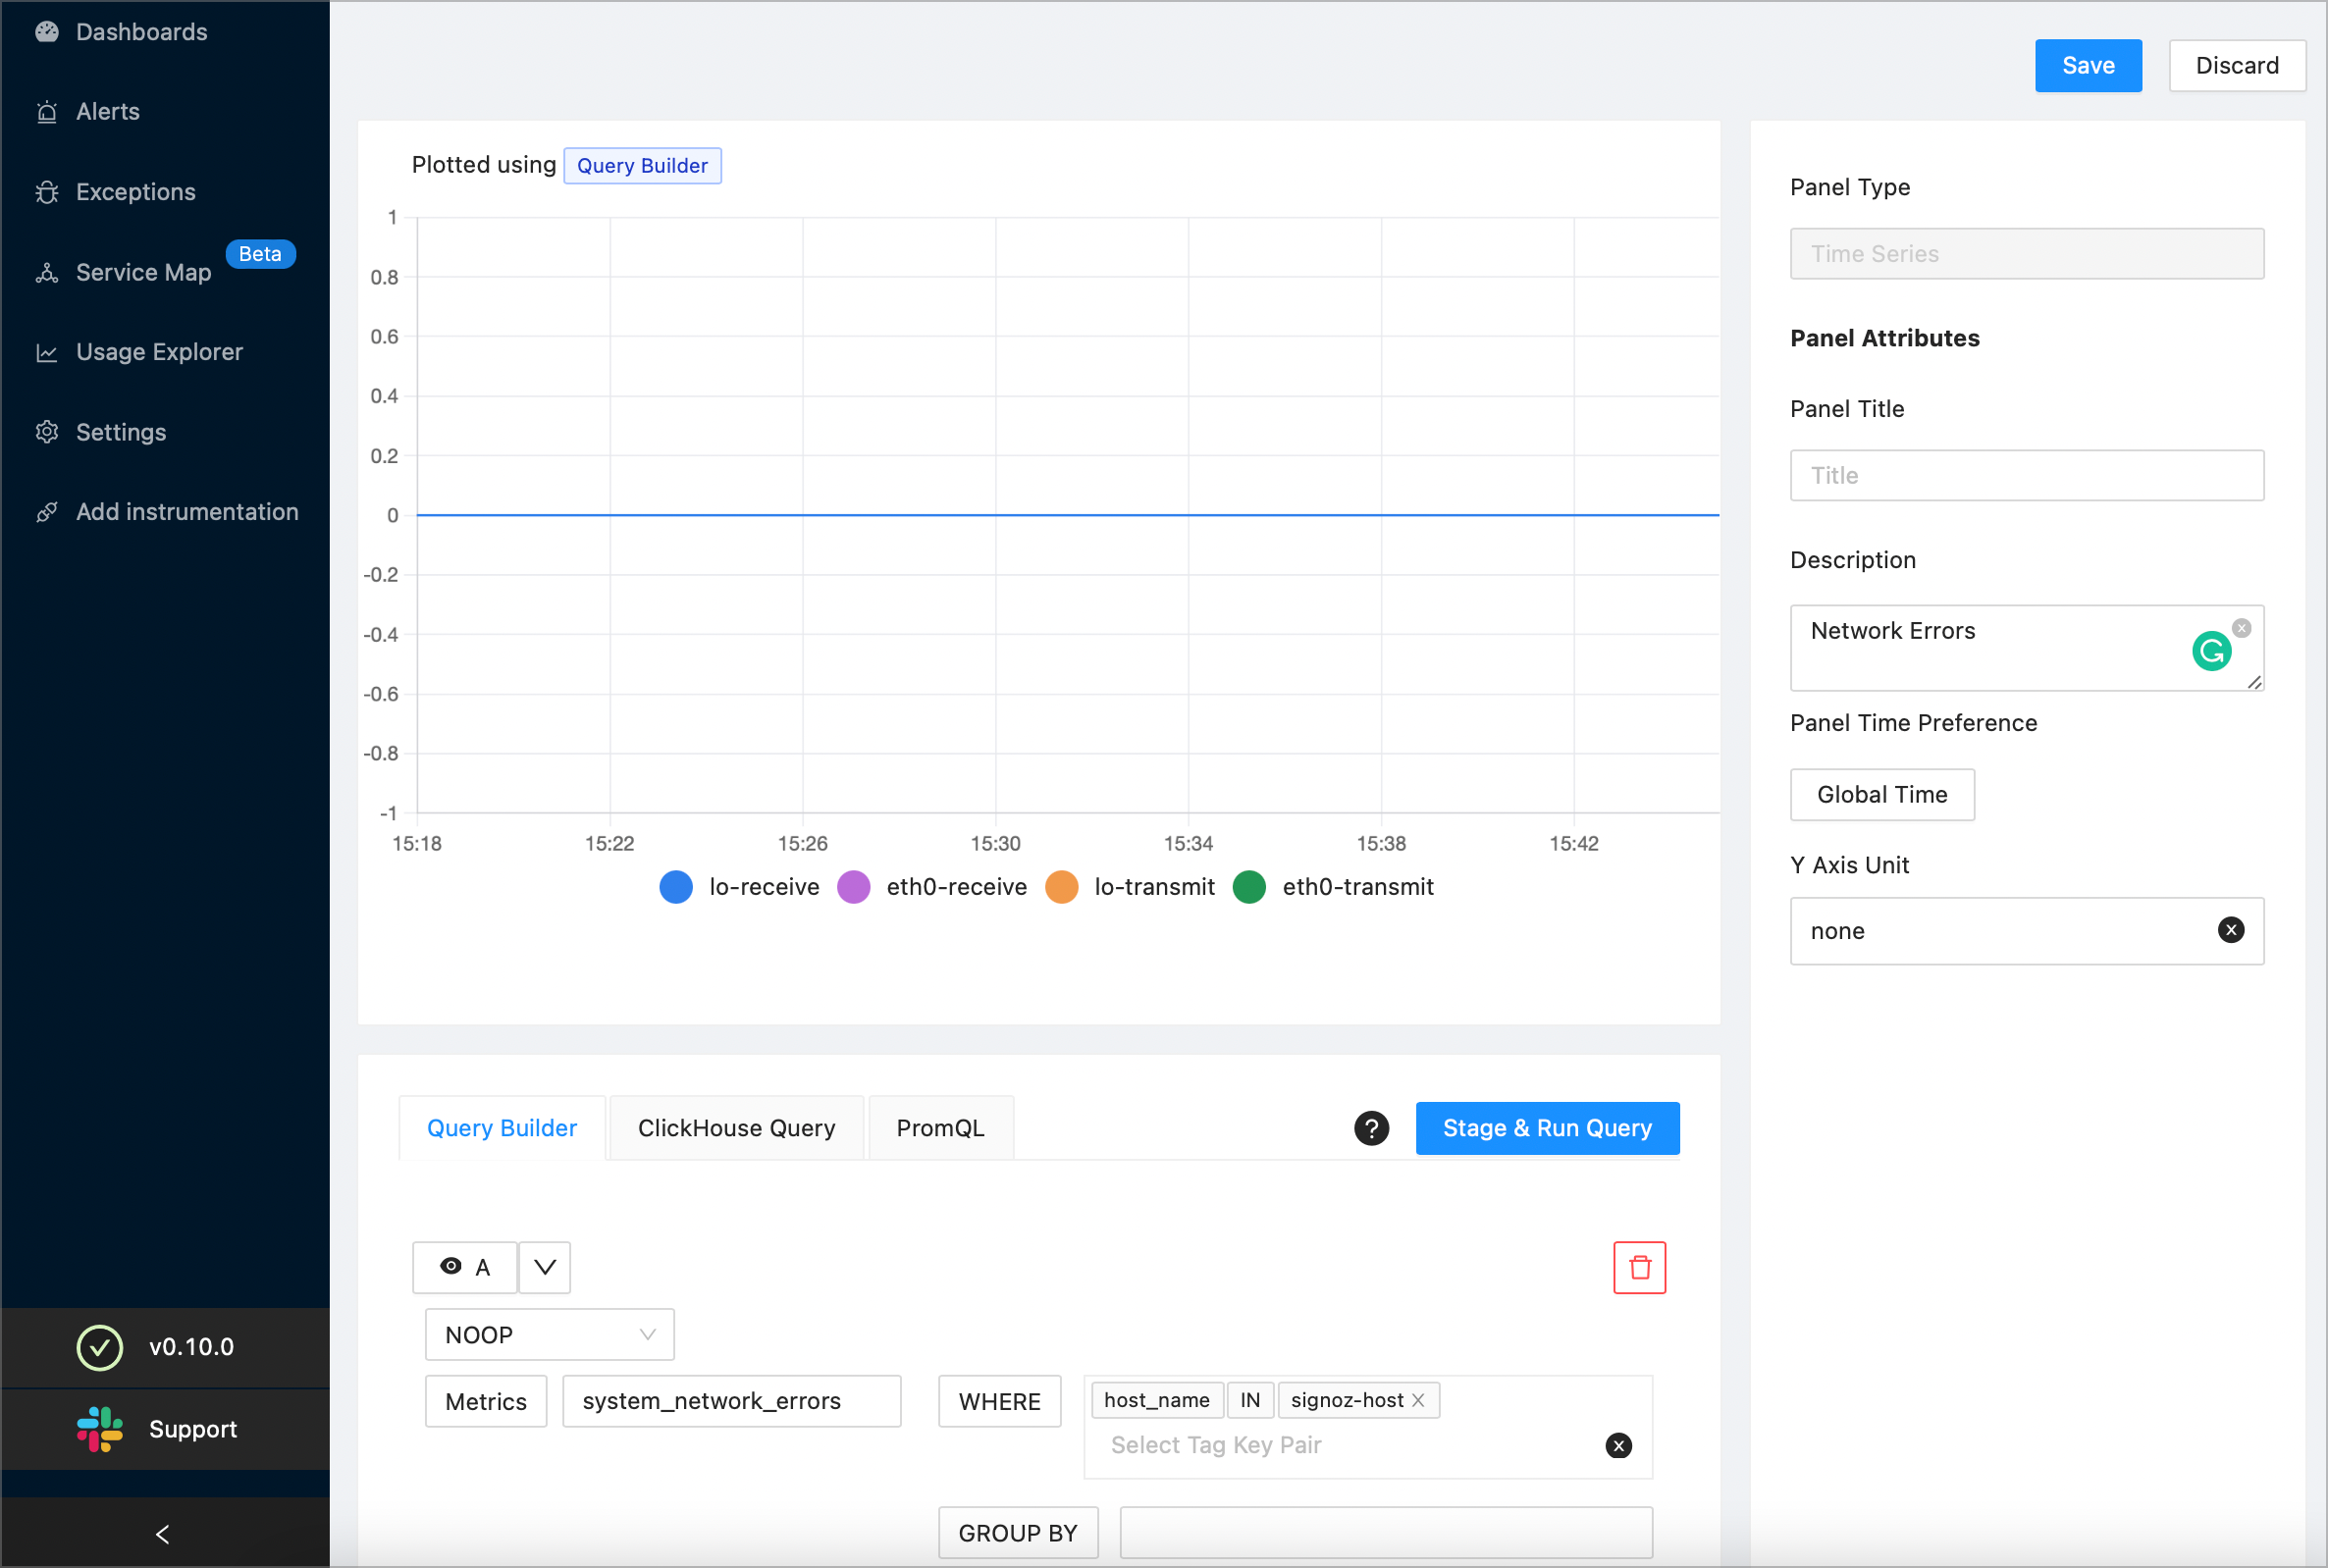 Dashboards
Alerts
Exceptions
Service Map Beta
Usage Explorer
Settings
Add instrumentation
v0.10.0
Support
Save Discard
Plotted using Query Builder
1
0.8
0.6
0.4
0.2
0
-0.2
-0.4
-0.6
-0.8
-1
15:18 15:22 15:26 15:30 15:34 15:38 15:42
lo-receive eth0-receive lo-transmit eth0-transmit
Query Builder ClickHouse Query PromQL ? Stage & Run Query
A
NOOP
Metrics system_network_errors WHERE host_name IN signoz-host
Select Tag Key Pair
GROUP BY
Panel Type
Time Series
Panel Attributes
Panel Title
Title
Description
Network Errors
Panel Time Preference
Global Time
Y Axis Unit
none